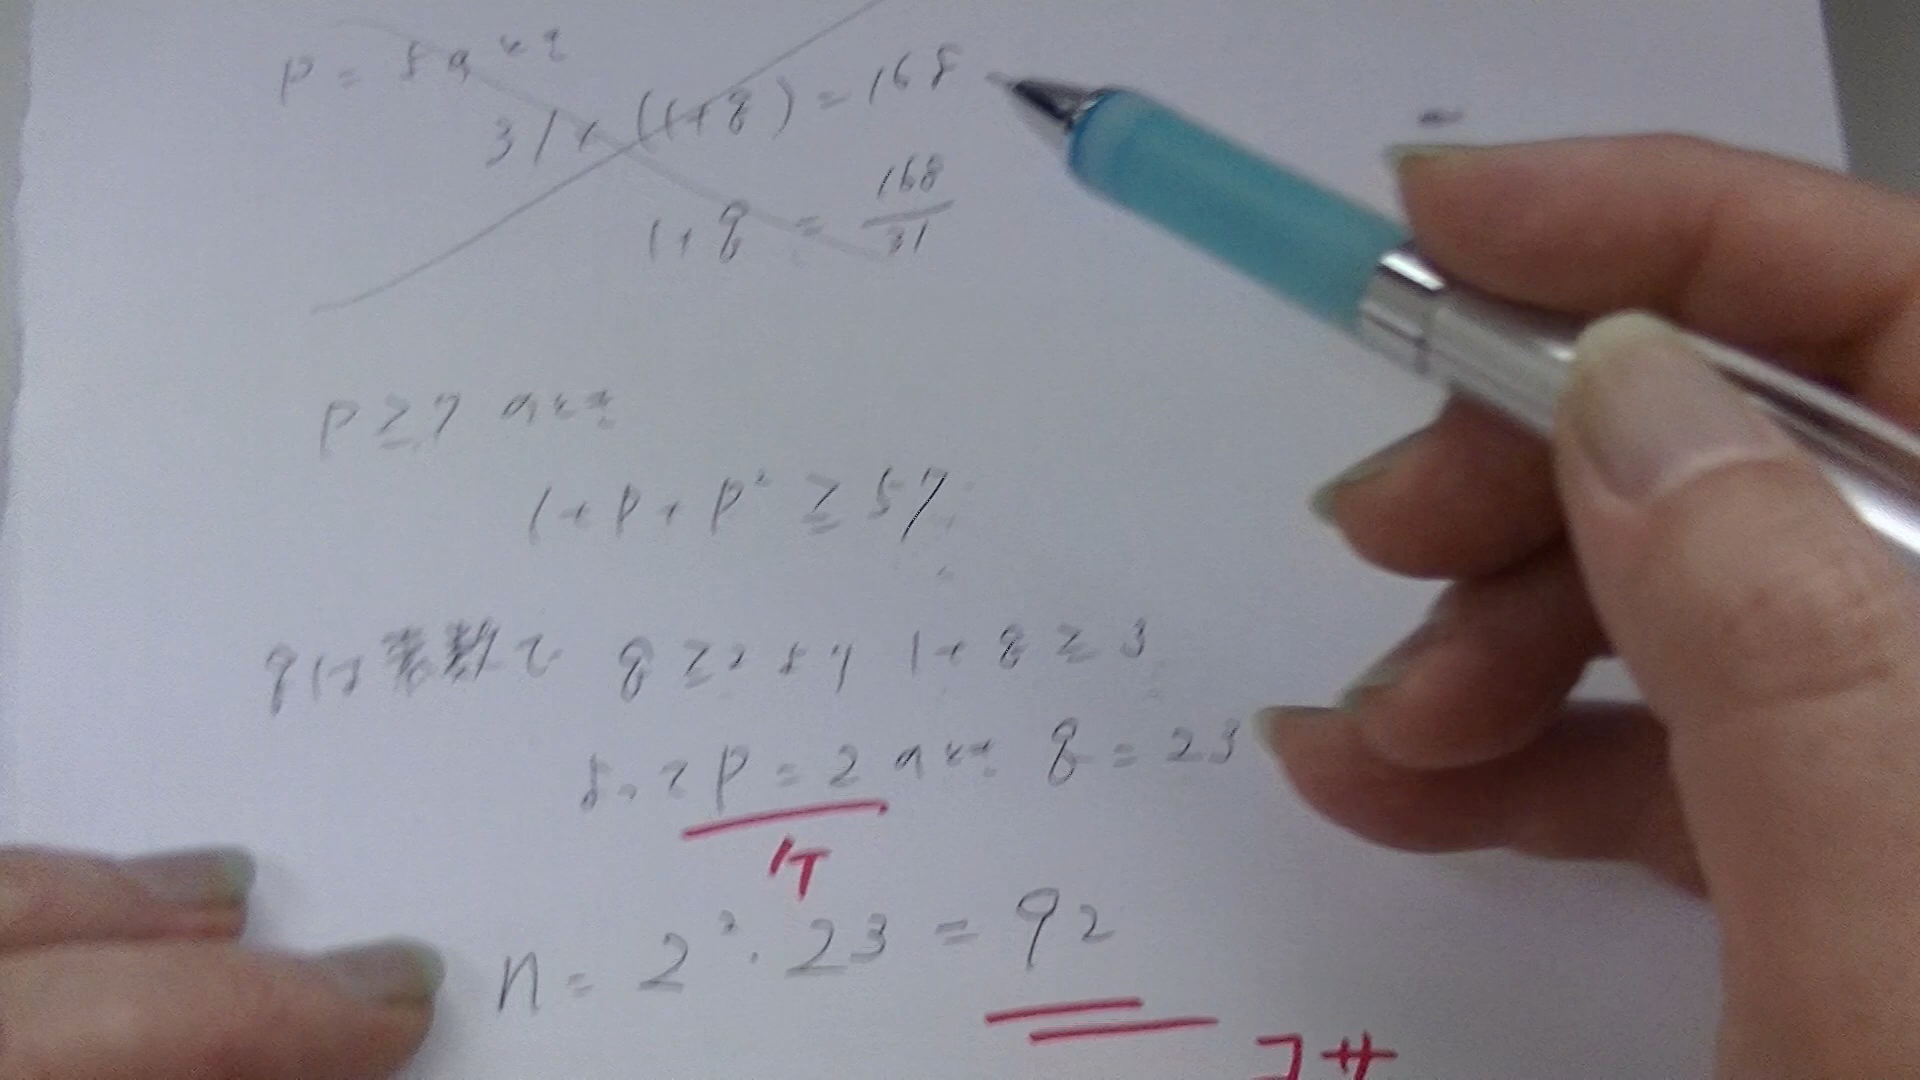 P = 5のとき
31×(1+q)=168
1+q = 168/31
P≧7のとき
1+P+P²≧57
qは素数で q≧2より 1+q≧3
よってP=2のとき q=23
イ
n=2²・23=92
コサ